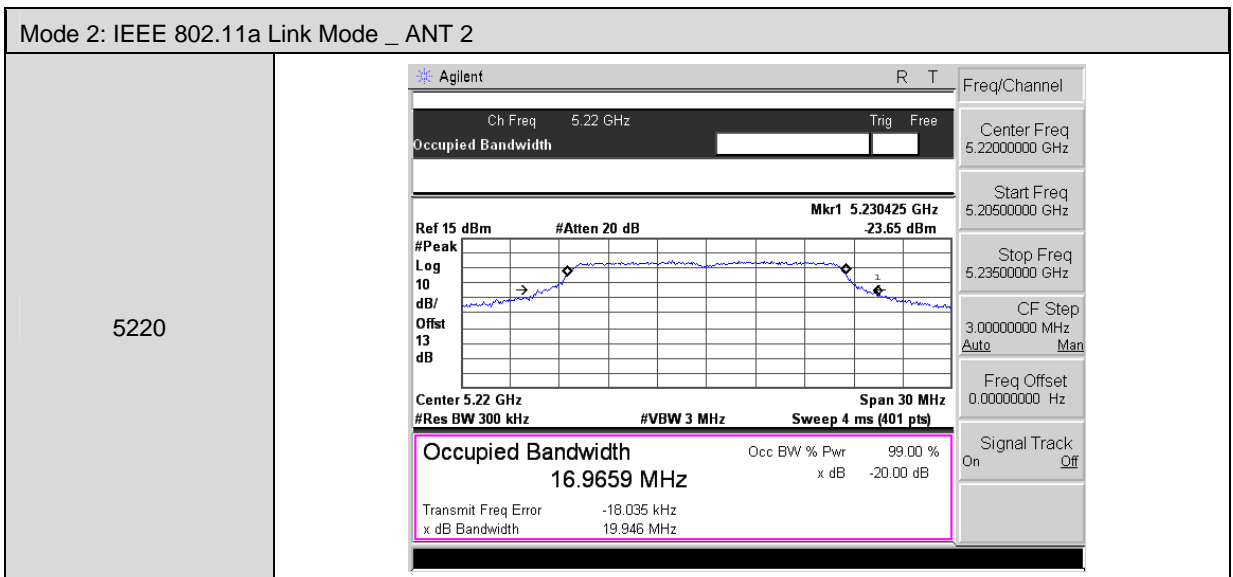 Mode 2: IEEE 802.11a Link Mode _ ANT 2
5220
Agilent R T
Ch Freq 5.22 GHz Trig Free
Occupied Bandwidth
Mkr1 5.230425 GHz
Ref 15 dBm #Atten 20 dB -23.65 dBm
#Peak
Log
10
dB/
Offst
13
dB
1
Center 5.22 GHz Span 30 MHz
#Res BW 300 kHz #VBW 3 MHz Sweep 4 ms (401 pts)
Occupied Bandwidth Occ BW % Pwr 99.00 %
16.9659 MHz x dB -20.00 dB
Transmit Freq Error -18.035 kHz
x dB Bandwidth 19.946 MHz
Freq/Channel
Center Freq
5.22000000 GHz
Start Freq
5.20500000 GHz
Stop Freq
5.23500000 GHz
CF Step
3.00000000 MHz
Auto Man
Freq Offset
0.00000000 Hz
Signal Track
On Off